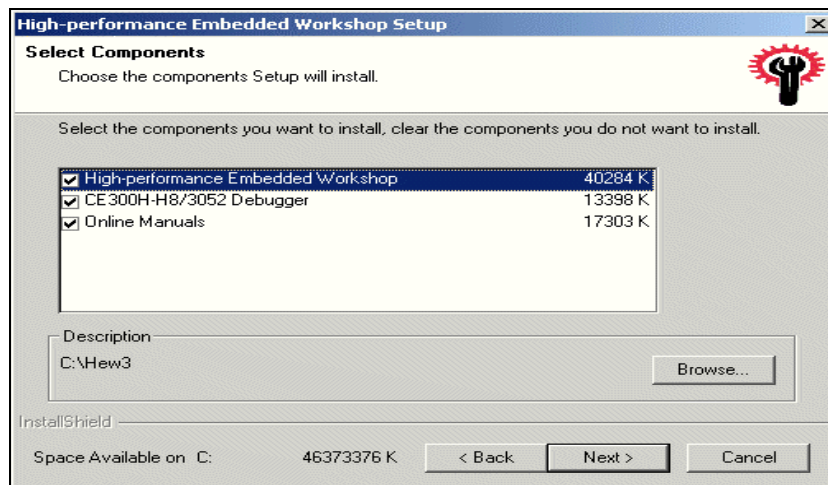 High-performance Embedded Workshop Setup
Select Components
Choose the components Setup will install.
Select the components you want to install, clear the components you do not want to install.
High-performance Embedded Workshop 40284 K
CE300H-H8/3052 Debugger 13398 K
Online Manuals 17303 K
Description
C:\Hew3
Browse...
InstallShield
Space Available on C: 46373376 K
< Back
Next >
Cancel